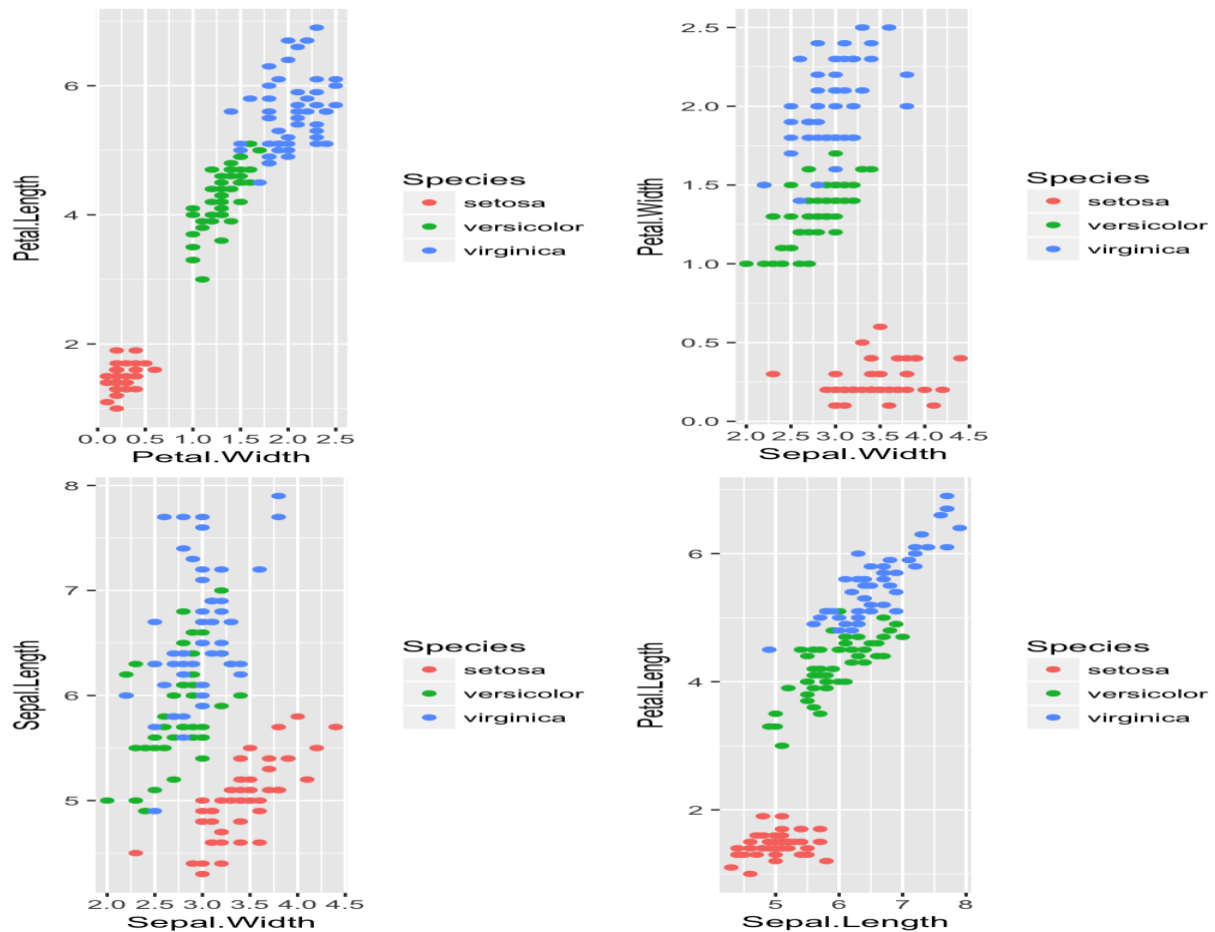 6
4
2
0.0 0.5 1.0 1.5 2.0 2.5
Petal.Length
Petal.Width
Species
setosa
versicolor
virginica
2.5
2.0
1.5
1.0
0.5
0.0
2.0 2.5 3.0 3.5 4.0 4.5
Petal.Width
Sepal.Width
Species
setosa
versicolor
virginica
8
7
6
5
2.0 2.5 3.0 3.5 4.0 4.5
Sepal.Length
Sepal.Width
Species
setosa
versicolor
virginica
6
4
2
5 6 7 8
Petal.Length
Sepal.Length
Species
setosa
versicolor
virginica